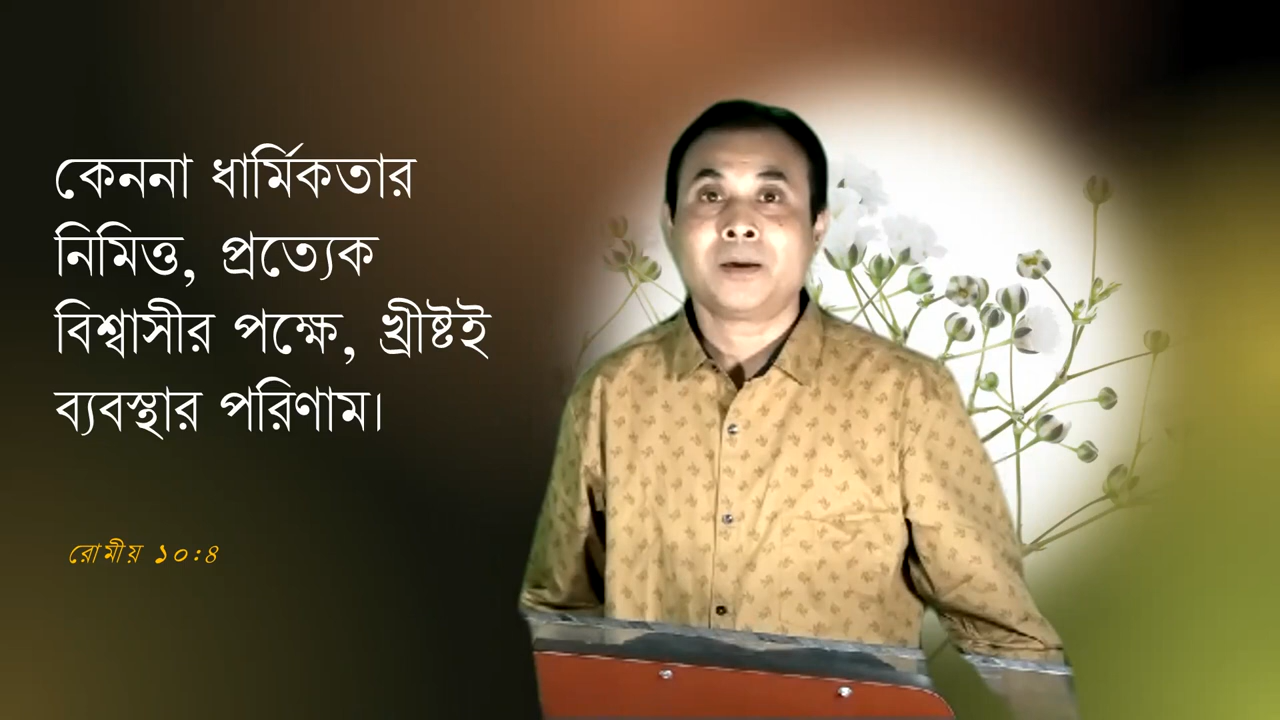 কেননা ধার্মিকতার
নিমিত্ত, প্রত্যেক
বিশ্বাসীর পক্ষে, খ্রীষ্টই
ব্যবস্থার পরিণাম।
রোমীয় ১০:৪